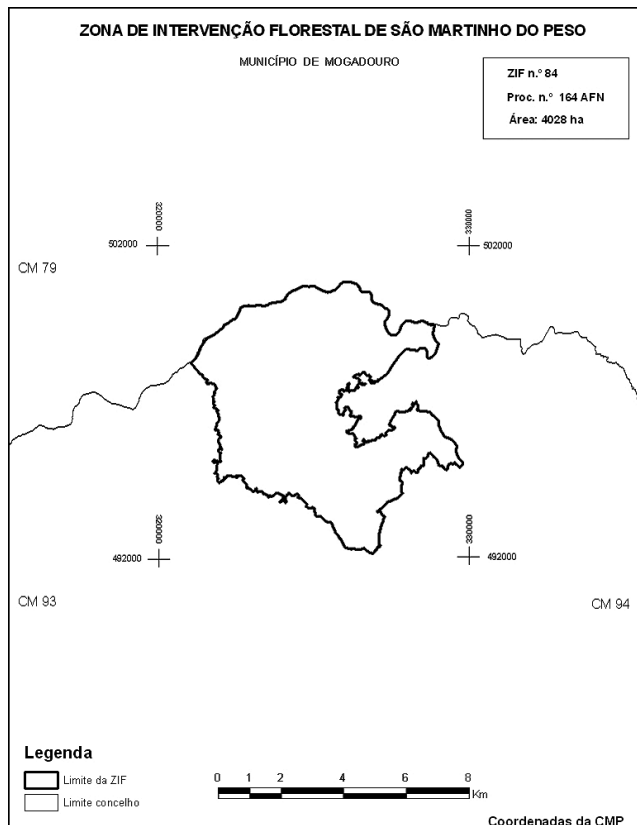 ZONA DE INTERVENÇÃO FLORESTAL DE SÃO MARTINHO DO PESO
MUNICÍPIO DE MOGADOURO
ZIF n.º 84
Proc. n.º 164 AFN
Área: 4028 ha
320000
330000
502000
502000
CM 79
320000
330000
492000
492000
CM 93
CM 94
Legenda
Limite da ZIF
Limite concelho
0 1 2 4 6 8
Km
Coordenadas da CMP